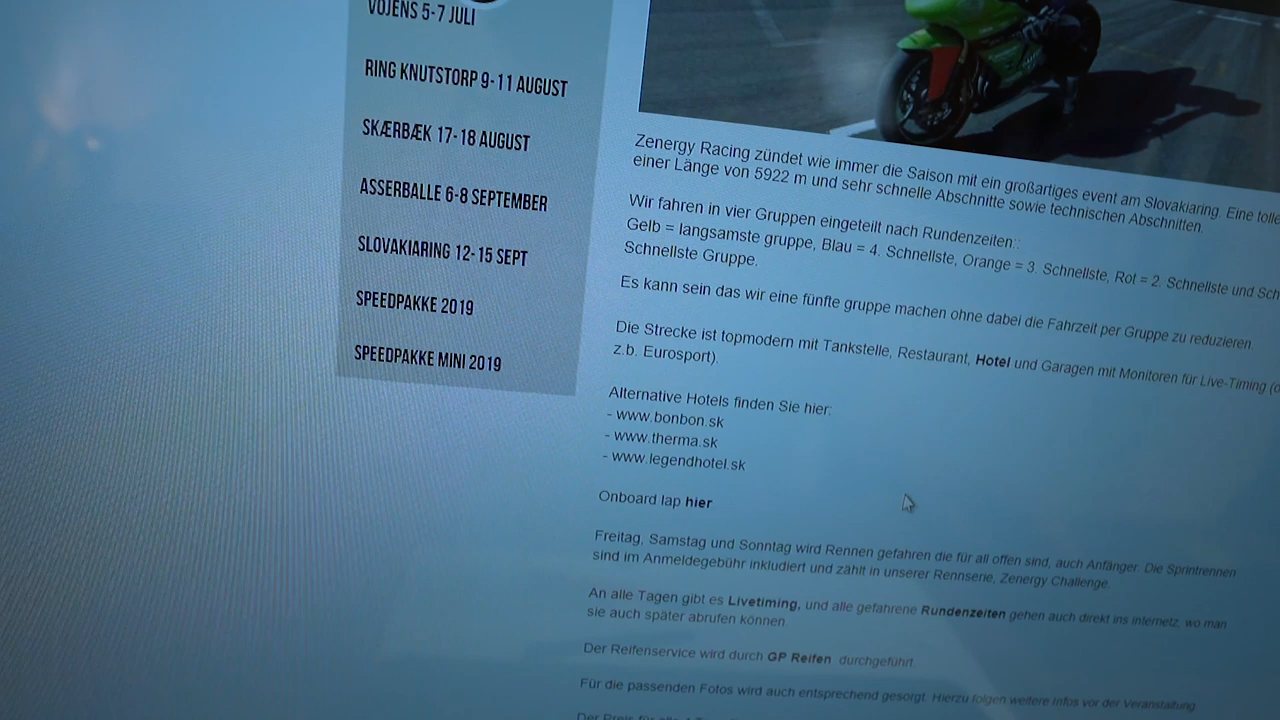 VOJENS 5-7 JULI
RING KNUTSTORP 9-11 AUGUST
SKÆRBÆK 17-18 AUGUST
ASSERBALLE 6-8 SEPTEMBER
SLOVAKIARING 12-15 SEPT
SPEEDPAKKE 2019
SPEEDPAKKE MINI 2019
Zenergy Racing zündet wie immer die Saison mit ein großartiges event am Slovakiaring. Eine tolle
einer Länge von 5922 m und sehr schnelle Abschnitte sowie technischen Abschnitten.
Wir fahren in vier Gruppen eingeteilt nach Rundenzeiten::
Gelb = langsamste gruppe, Blau = 4. Schnellste, Orange = 3. Schnellste, Rot = 2. Schnellste und Sch
Schnellste Gruppe.
Es kann sein das wir eine fünfte gruppe machen ohne dabei die Fahrzeit per Gruppe zu reduzieren.
Die Strecke ist topmodern mit Tankstelle, Restaurant, Hotel und Garagen mit Monitoren für Live-Timing (
z.b. Eurosport).
Alternative Hotels finden Sie hier:
- www.bonbon.sk
- www.therma.sk
- www.legendhotel.sk
Onboard lap hier
Freitag, Samstag und Sonntag wird Rennen gefahren die für all offen sind, auch Anfänger. Die Sprintrennen
sind im Anmeldegebühr inkludiert und zählt in unserer Rennserie, Zenergy Challenge.
An alle Tagen gibt es Livetiming, und alle gefahrene Rundenzeiten gehen auch direkt ins internetz, wo man
sie auch später abrufen können.
Der Reifenservice wird durch GP Reifen durchgeführt.
Für die passenden Fotos wird auch entsprechend gesorgt. Hierzu folgen weitere Infos vor der Veranstaltung
Der Preis für alle 4